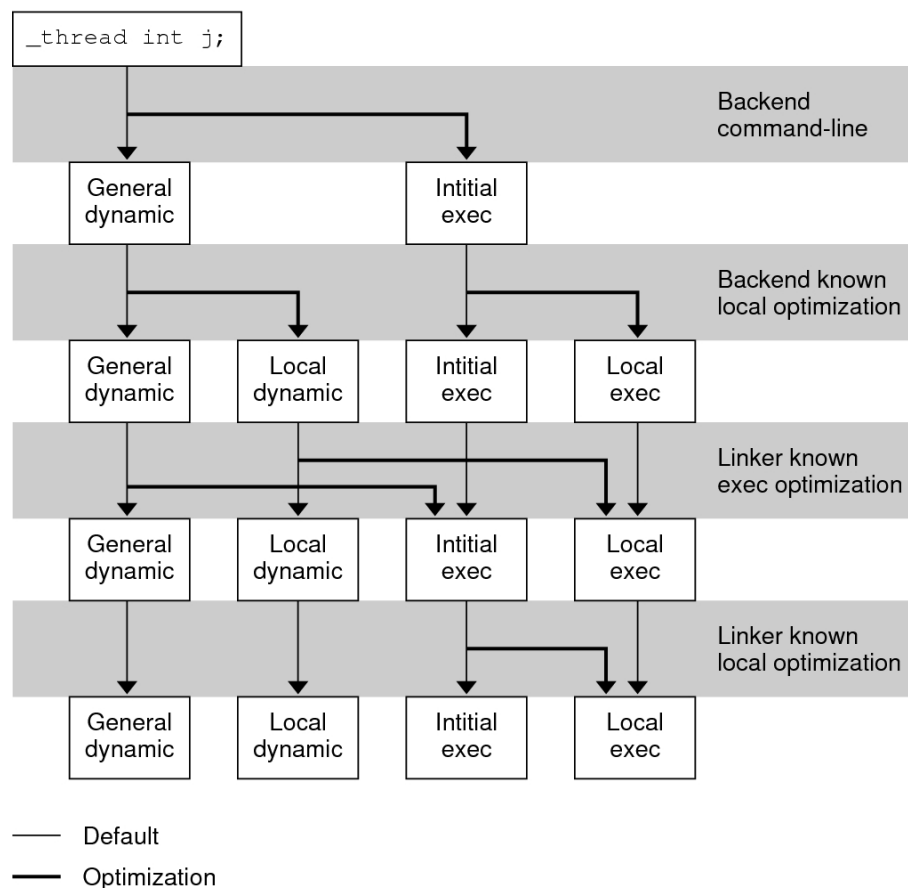 _thread int j;
Backend
command-line
General
dynamic
Intitial
exec
Backend known
local optimization
General
dynamic
Local
dynamic
Intitial
exec
Local
exec
Linker known
exec optimization
General
dynamic
Local
dynamic
Intitial
exec
Local
exec
Linker known
local optimization
General
dynamic
Local
dynamic
Intitial
exec
Local
exec
Default
Optimization